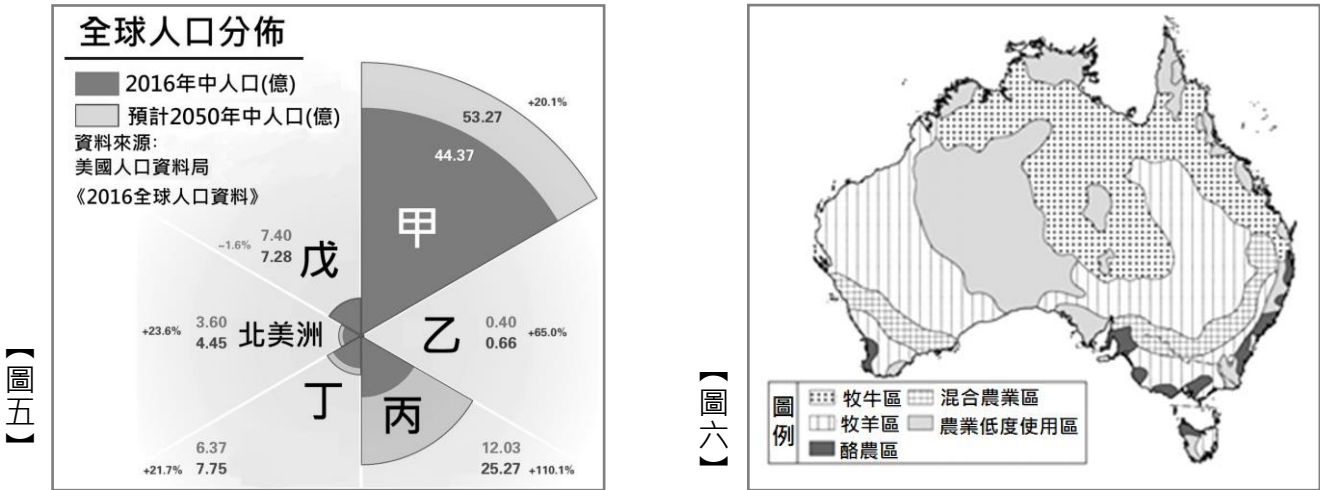 全球人口分佈
2016年中人口(億)
預計2050年中人口(億)
資料來源:
美國人口資料局
《2016全球人口資料》
+20.1%
53.27
44.37
甲
-1.6%
7.40
7.28
戊
+23.6%
3.60
4.45
北美洲
乙
0.40
0.66
+65.0%
丁
丙
6.37
+21.7% 7.75
12.03
25.27 +110.1%
【圖五】
【圖六】
圖例
牧牛區
混合農業區
牧羊區
農業低度使用區
酪農區